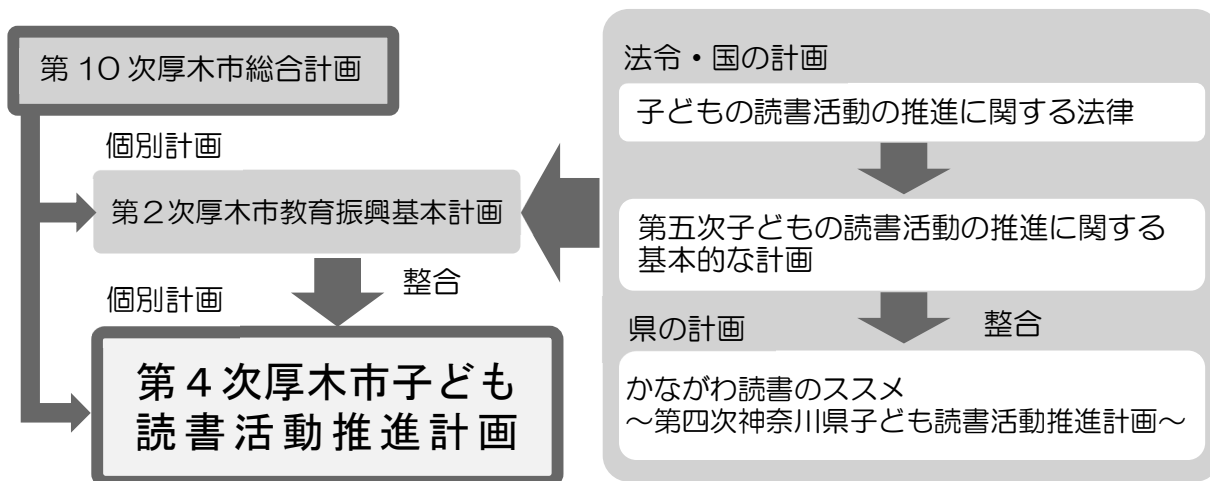 第10次厚木市総合計画
個別計画
第2次厚木市教育振興基本計画
整合
個別計画
第4次厚木市子ども
読書活動推進計画
法令・国の計画
子どもの読書活動の推進に関する法律
第五次子どもの読書活動の推進に関する
基本的な計画
県の計画
整合
かながわ読書のススメ
～第四次神奈川県子ども読書活動推進計画～